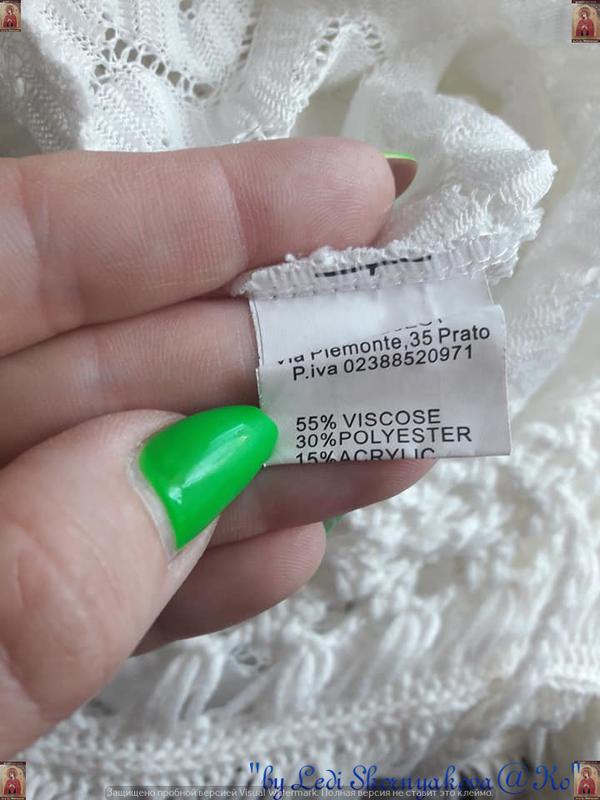 Via Piemonte,35 Prato
P.iva 02388520971
55% VISCOSE
30%POLYESTER
15%ACRYLIC
"by Ledi Shornyakova@Ko"
Защищено пробной версией Visual Watermark. Полная версия не ставит это клеймо.